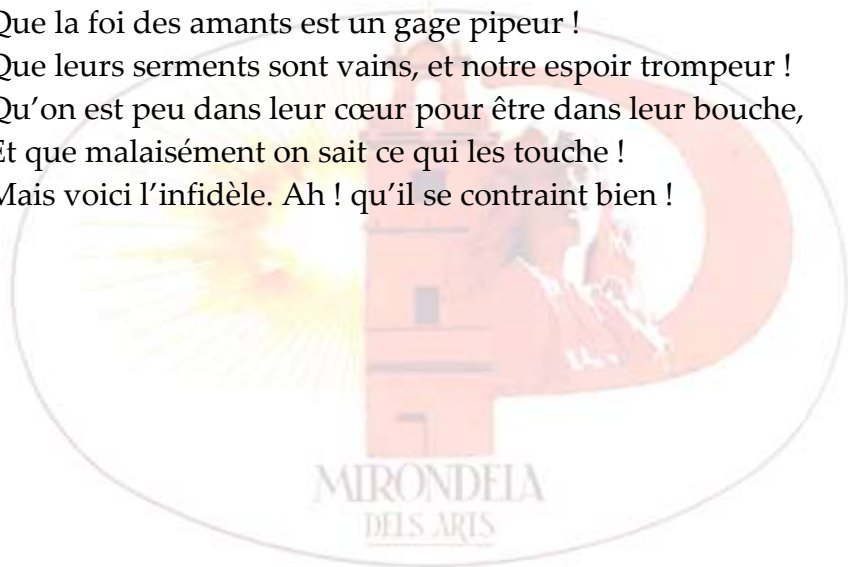 Que la foi des amants est un gage pipeur !
Que leurs serments sont vains, et notre espoir trompeur !
Qu’on est peu dans leur cœur pour être dans leur bouche,
Et que malaisément on sait ce qui les touche !
Mais voici l’infidèle. Ah ! qu’il se contraint bien !
MIRONDELA
DELS ARTS